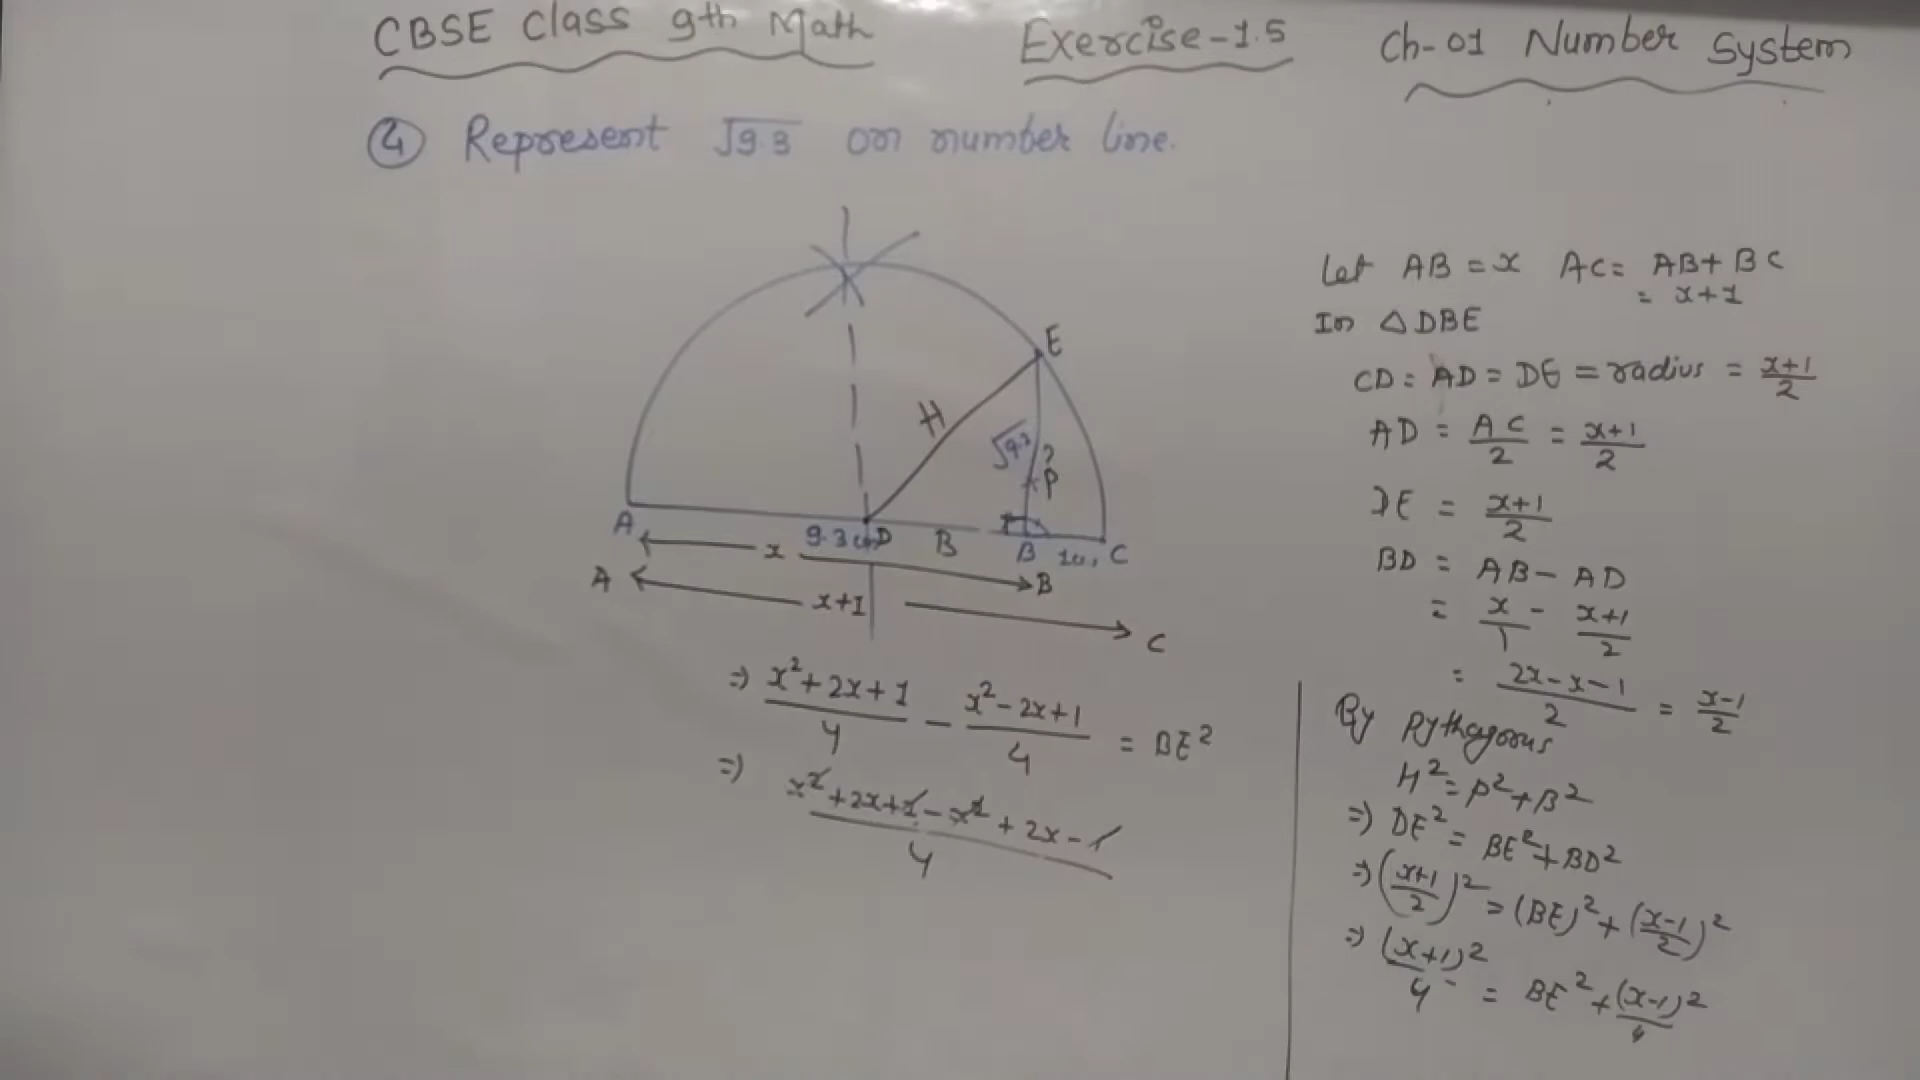 CBSE Class 9th Math Exercise-1.5 Ch-01 Number System
④ Represent √9.3 on number line.
E
H
√9.3
?
P
A 9.3cm D B B C
x B
A x+1 C
⇒ x²+2x+1/4 - x²-2x+1/4 = BE²
⇒ x²+2x+1-x²+2x-1/4
Let AB = x AC = AB+BC
= x+1
In △DBE
CD = AD = DE = radius = x+1/2
AD = AC/2 = x+1/2
DE = x+1/2
BD = AB-AD
= x/1 - x+1/2
= 2x-x-1/2 = x-1/2
By Pythagorus
H² = P²+B²
⇒ DE² = BE²+BD²
⇒ (x+1/2)² = (BE)²+(x-1/2)²
⇒ (x+1)²/4 = BE²+(x-1)²/4